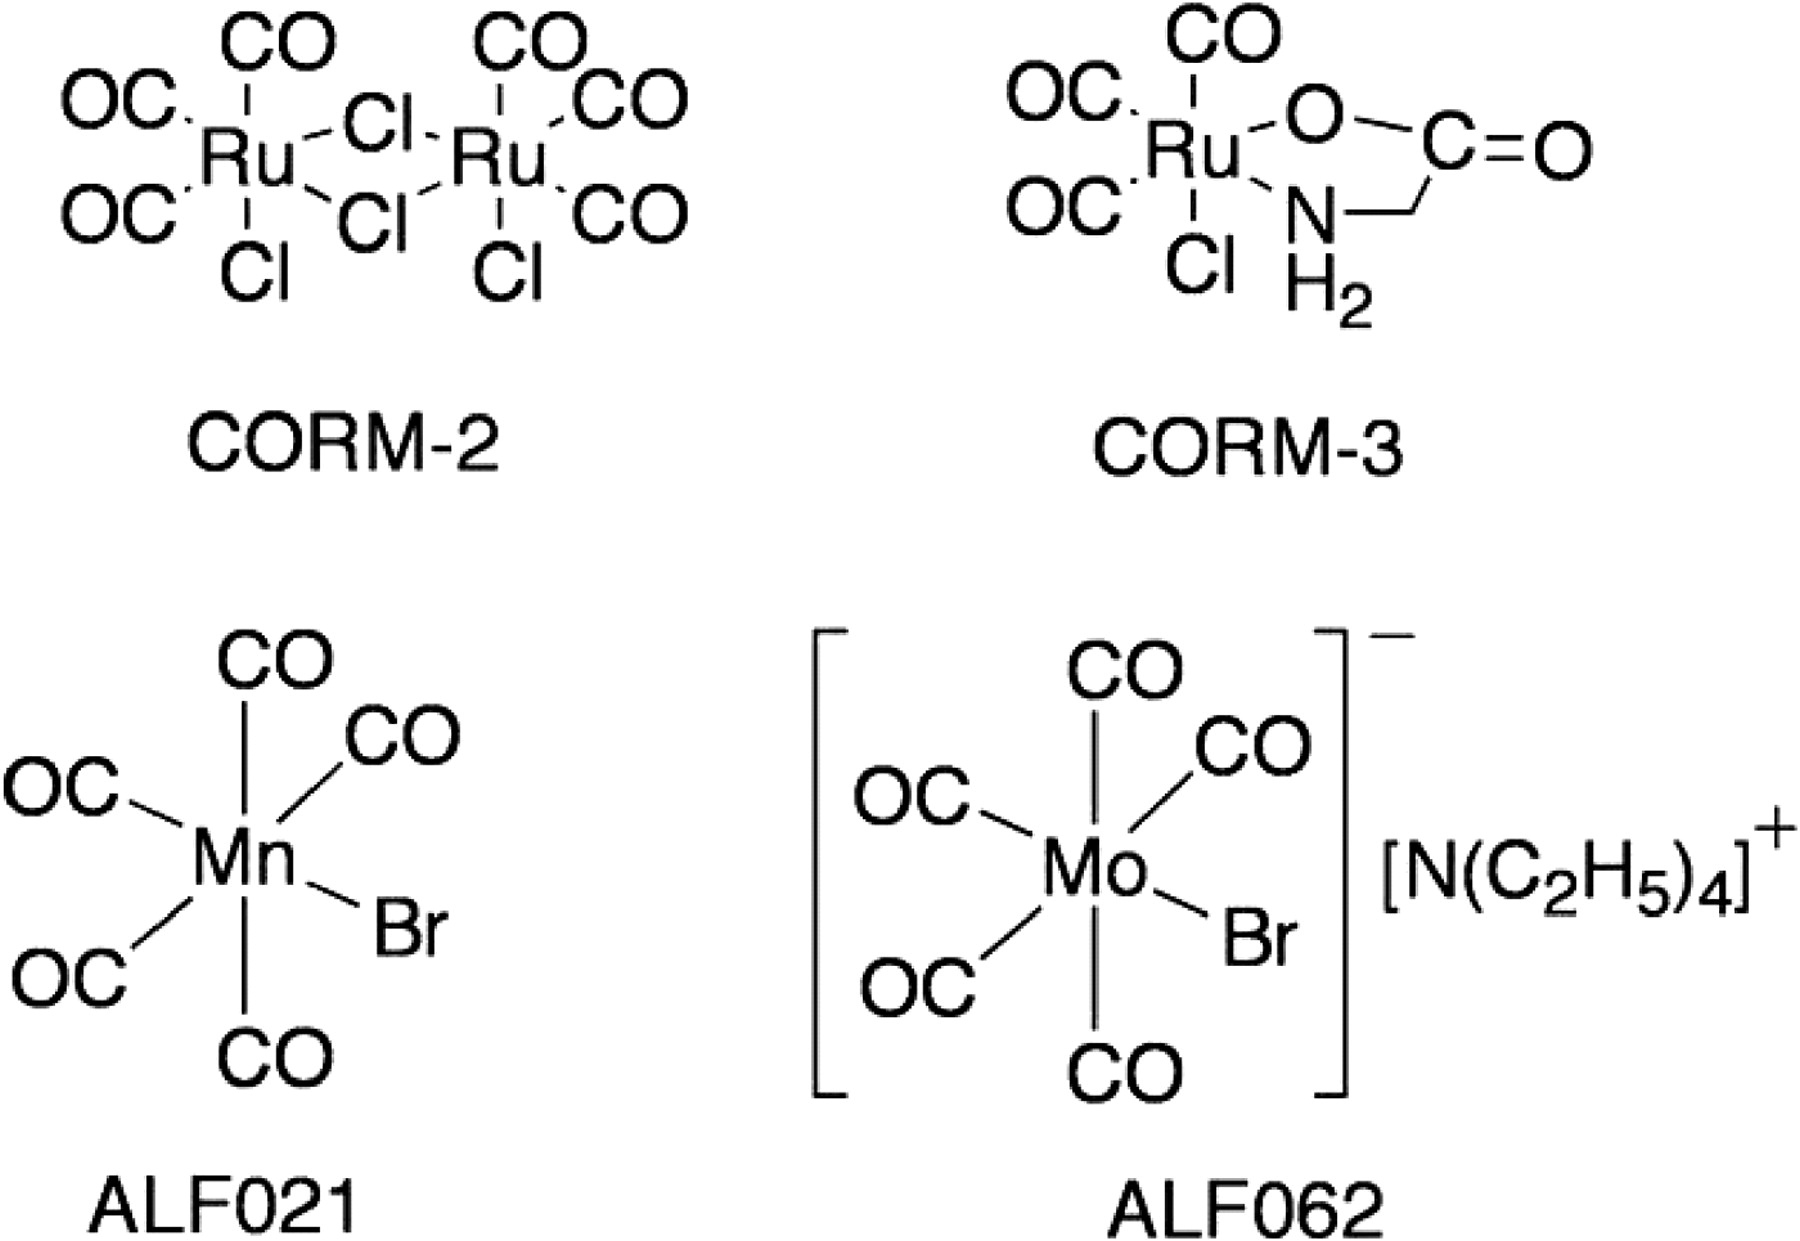 CO CO CO
OC Cl CO OC O
Ru Ru Ru C=O
OC Cl CO OC N
Cl Cl Cl H2
CORM-2 CORM-3
CO CO
CO CO
OC OC
Mn Mo [N(C2H5)4]+
Br Br
OC OC
CO CO
ALF021 ALF062